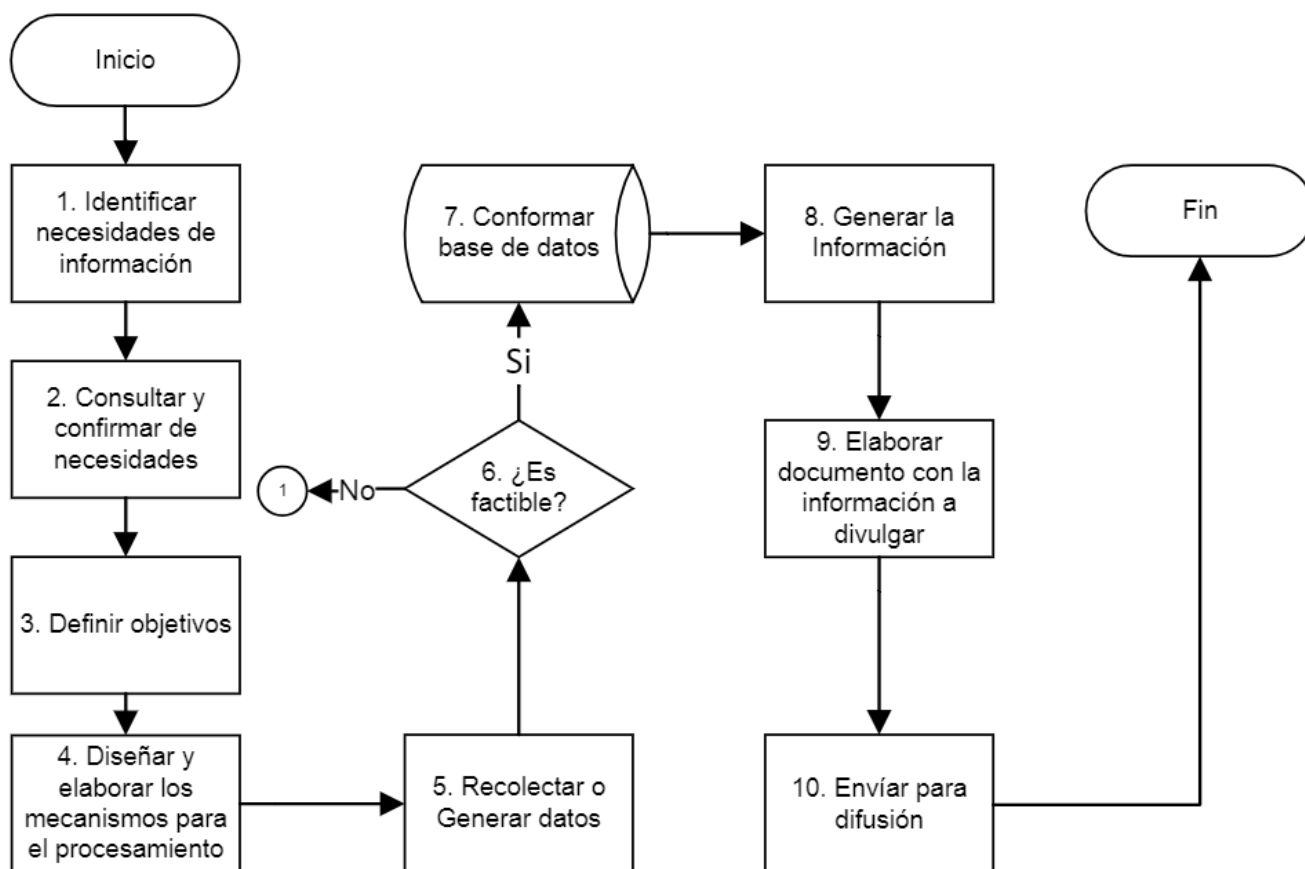 Inicio
1. Identificar
necesidades de
información
2. Consultar y
confirmar de
necesidades
3. Definir objetivos
4. Diseñar y
elaborar los
mecanismos para
el procesamiento
5. Recolectar o
Generar datos
6. ¿Es
factible?
No
1
Si
7. Conformar
base de datos
8. Generar la
Información
9. Elaborar
documento con la
información a
divulgar
10. Envíar para
difusión
Fin